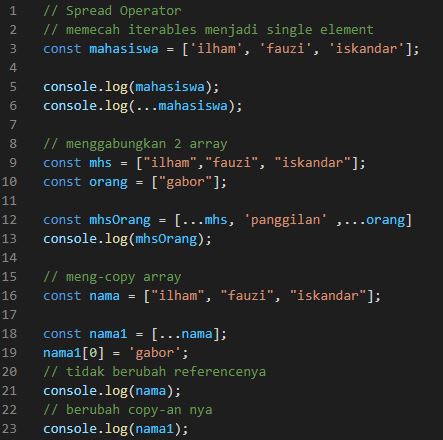 1 // Spread Operator
2 // memecah iterables menjadi single element
3 const mahasiswa = ['ilham', 'fauzi', 'iskandar'];
4
5 console.log(mahasiswa);
6 console.log(...mahasiswa);
7
8 // menggabungkan 2 array
9 const mhs = ["ilham","fauzi", "iskandar"];
10 const orang = ["gabor"];
11
12 const mhsOrang = [...mhs, 'panggilan' ,...orang]
13 console.log(mhsOrang);
14
15 // meng-copy array
16 const nama = ["ilham", "fauzi", "iskandar"];
17
18 const nama1 = [...nama];
19 nama1[0] = 'gabor';
20 // tidak berubah referencenya
21 console.log(nama);
22 // berubah copy-an nya
23 console.log(nama1);